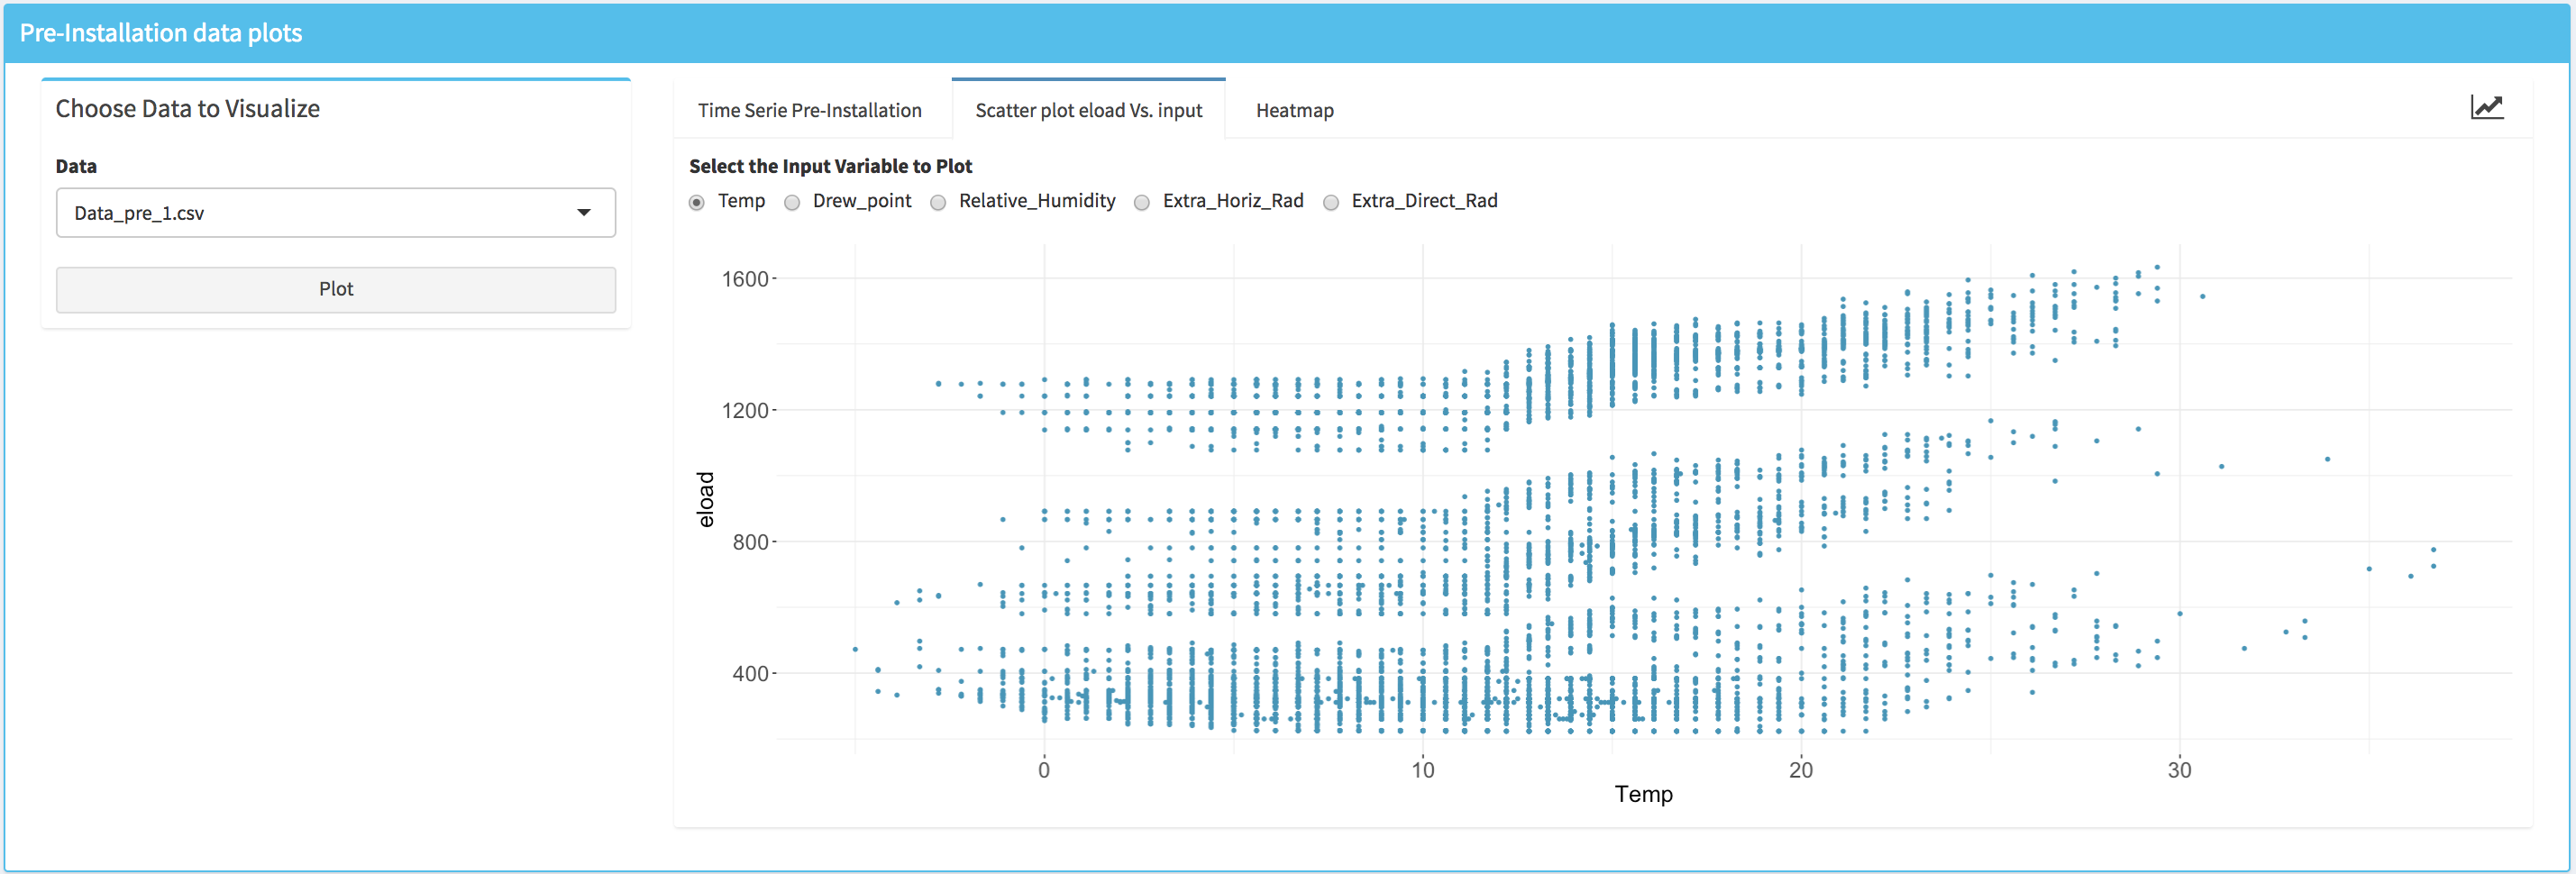 Pre-Installation data plots
Choose Data to Visualize
Data
Data_pre_1.csv
Plot
Time Serie Pre-Installation
Scatter plot eload Vs. input
Heatmap
Select the Input Variable to Plot
Temp Drew_point Relative_Humidity Extra_Horiz_Rad Extra_Direct_Rad
1600
1200
800
400
eload
0 10 20 30
Temp